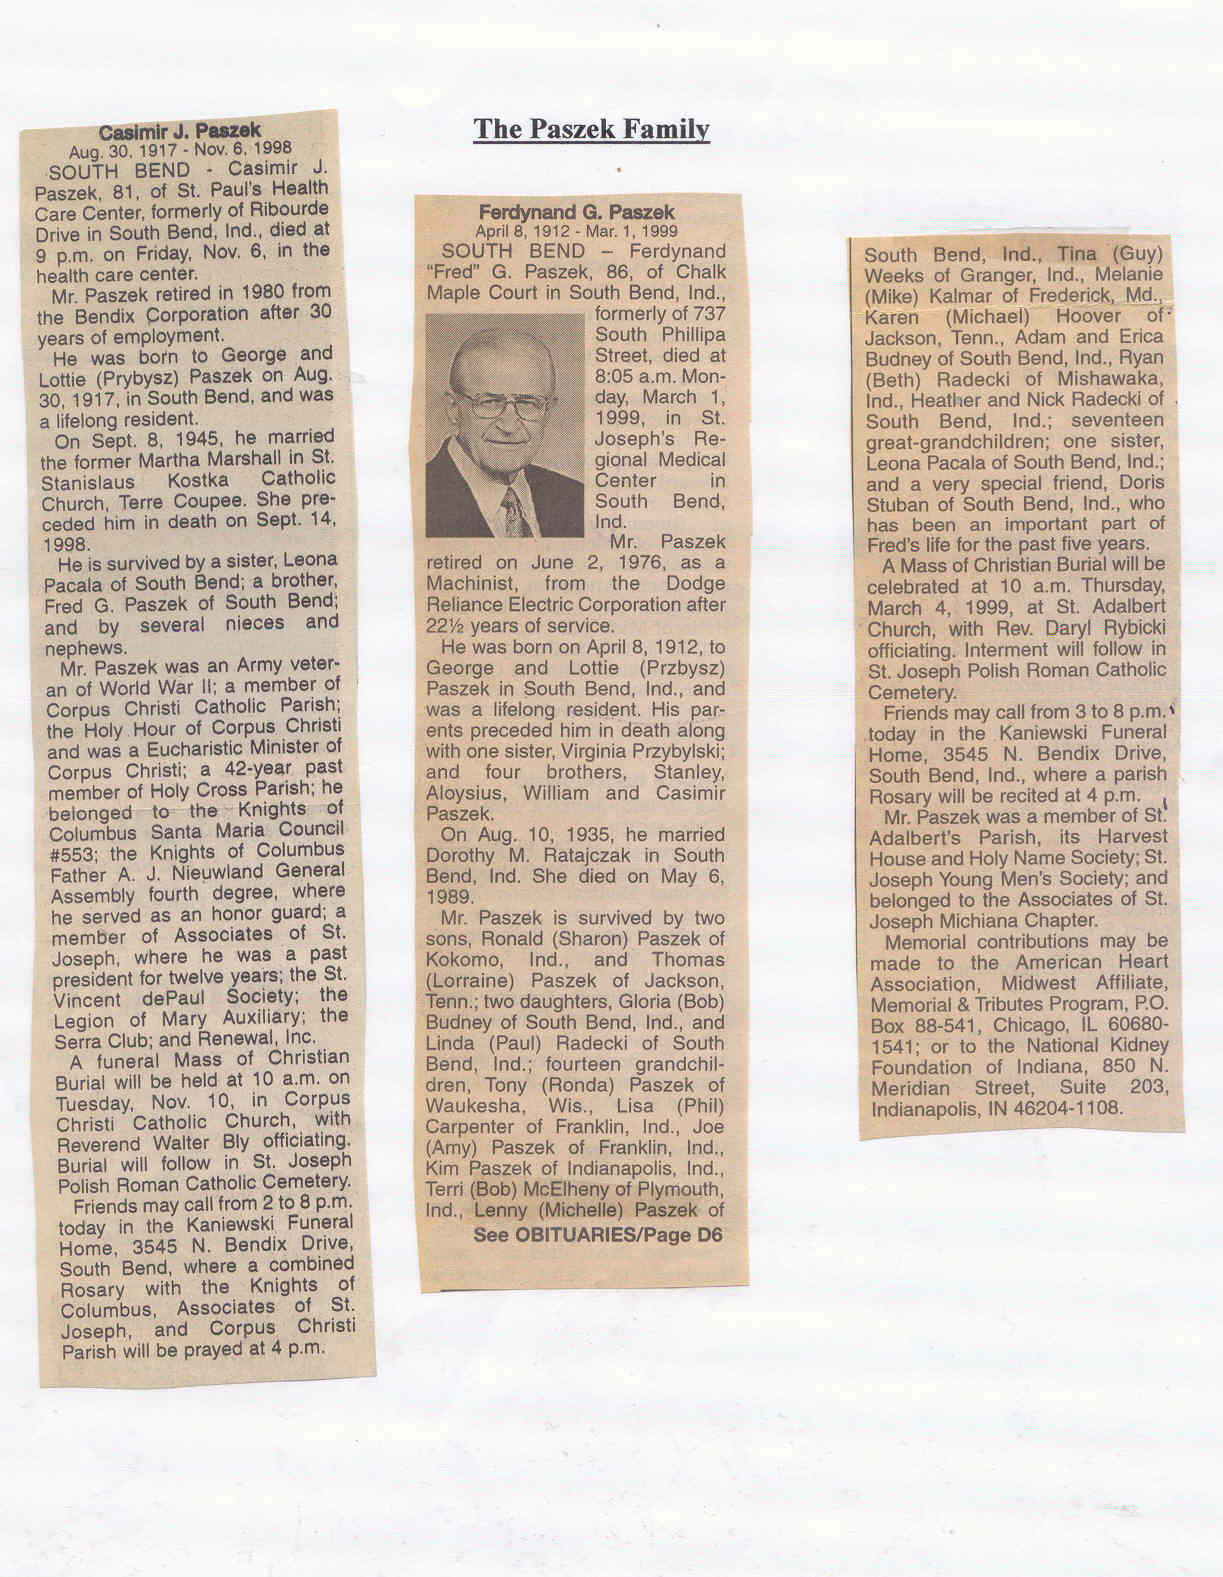 The Paszek Family
Casimir J. Paszek
Aug. 30, 1917 - Nov. 6, 1998
SOUTH BEND - Casimir J.
Paszek, 81, of St. Paul's Health
Care Center, formerly of Ribourde
Drive in South Bend, Ind., died at
9 p.m. on Friday, Nov. 6, in the
health care center.
Mr. Paszek retired in 1980 from
the Bendix Corporation after 30
years of employment.
He was born to George and
Lottie (Prybysz) Paszek on Aug.
30, 1917, in South Bend, and was
a lifelong resident.
On Sept. 8, 1945, he married
the former Martha Marshall in St.
Stanislaus Kostka Catholic
Church, Terre Coupee. She pre-
ceded him in death on Sept. 14,
1998.
He is survived by a sister, Leona
Pacala of South Bend; a brother,
Fred G. Paszek of South Bend;
and by several nieces and
nephews.
Mr. Paszek was an Army veter-
an of World War II; a member of
Corpus Christi Catholic Parish;
the Holy Hour of Corpus Christi
and was a Eucharistic Minister of
Corpus Christi; a 42-year past
member of Holy Cross Parish; he
belonged to the Knights of
Columbus Santa Maria Council
#553; the Knights of Columbus
Father A. J. Nieuwland General
Assembly fourth degree, where
he served as an honor guard; a
member of Associates of St.
Joseph, where he was a past
president for twelve years; the St.
Vincent dePaul Society; the
Legion of Mary Auxiliary; the
Serra Club; and Renewal, Inc.
A funeral Mass of Christian
Burial will be held at 10 a.m. on
Tuesday, Nov. 10, in Corpus
Christi Catholic Church, with
Reverend Walter Bly officiating.
Burial will follow in St. Joseph
Polish Roman Catholic Cemetery.
Friends may call from 2 to 8 p.m.
today in the Kaniewski Funeral
Home, 3545 N. Bendix Drive,
South Bend, where a combined
Rosary with the Knights of
Columbus, Associates of St.
Joseph, and Corpus Christi
Parish will be prayed at 4 p.m.
Ferdynand G. Paszek
April 8, 1912 - Mar. 1, 1999
SOUTH BEND – Ferdynand
"Fred" G. Paszek, 86, of Chalk
Maple Court in South Bend, Ind.,
formerly of 737
South Phillipa
Street, died at
8:05 a.m. Mon-
day, March 1,
1999, in St.
Joseph's Re-
gional Medical
Center in
South Bend,
Ind.
Mr. Paszek
retired on June 2, 1976, as a
Machinist, from the Dodge
Reliance Electric Corporation after
22½ years of service.
He was born on April 8, 1912, to
George and Lottie (Przbysz)
Paszek in South Bend, Ind., and
was a lifelong resident. His par-
ents preceded him in death along
with one sister, Virginia Przybylski;
and four brothers, Stanley,
Aloysius, William and Casimir
Paszek.
On Aug. 10, 1935, he married
Dorothy M. Ratajczak in South
Bend, Ind. She died on May 6,
1989.
Mr. Paszek is survived by two
sons, Ronald (Sharon) Paszek of
Kokomo, Ind., and Thomas
(Lorraine) Paszek of Jackson,
Tenn.; two daughters, Gloria (Bob)
Budney of South Bend, Ind., and
Linda (Paul) Radecki of South
Bend, Ind.; fourteen grandchil-
dren, Tony (Ronda) Paszek of
Waukesha, Wis., Lisa (Phil)
Carpenter of Franklin, Ind., Joe
(Amy) Paszek of Franklin, Ind.,
Kim Paszek of Indianapolis, Ind.,
Terri (Bob) McElheny of Plymouth,
Ind., Lenny (Michelle) Paszek of
See OBITUARIES/Page D6
South Bend, Ind., Tina (Guy)
Weeks of Granger, Ind., Melanie
(Mike) Kalmar of Frederick, Md.,
Karen (Michael) Hoover of
Jackson, Tenn., Adam and Erica
Budney of South Bend, Ind., Ryan
(Beth) Radecki of Mishawaka,
Ind., Heather and Nick Radecki of
South Bend, Ind.; seventeen
great-grandchildren; one sister,
Leona Pacala of South Bend, Ind.;
and a very special friend, Doris
Stuban of South Bend, Ind., who
has been an important part of
Fred's life for the past five years.
A Mass of Christian Burial will be
celebrated at 10 a.m. Thursday,
March 4, 1999, at St. Adalbert
Church, with Rev. Daryl Rybicki
officiating. Interment will follow in
St. Joseph Polish Roman Catholic
Cemetery.
Friends may call from 3 to 8 p.m.
today in the Kaniewski Funeral
Home, 3545 N. Bendix Drive,
South Bend, Ind., where a parish
Rosary will be recited at 4 p.m.
Mr. Paszek was a member of St.
Adalbert's Parish, its Harvest
House and Holy Name Society; St.
Joseph Young Men's Society; and
belonged to the Associates of St.
Joseph Michiana Chapter.
Memorial contributions may be
made to the American Heart
Association, Midwest Affiliate,
Memorial & Tributes Program, P.O.
Box 88-541, Chicago, IL 60680-
1541; or to the National Kidney
Foundation of Indiana, 850 N.
Meridian Street, Suite 203,
Indianapolis, IN 46204-1108.